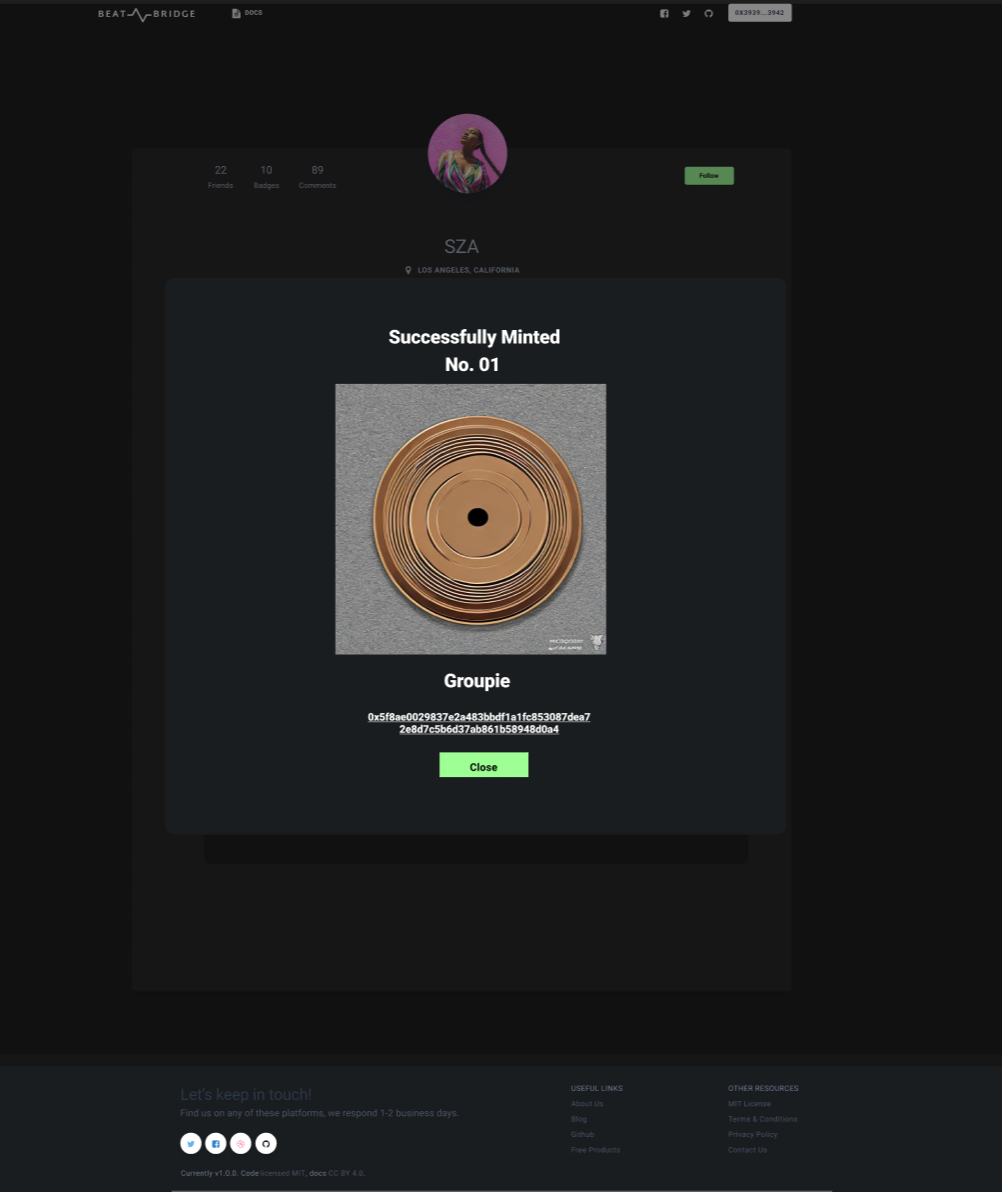 BEAT BRIDGE
DOCS
0X3939...3942
22
Friends
10
Badges
89
Comments
Follow
SZA
LOS ANGELES, CALIFORNIA
Successfully Minted
No. 01
Groupie
0x5f8ae0029837e2a483bbdf1a1fc853087dea7
2e8d7c5b6d37ab861b58948d0a4
Close
Let's keep in touch!
Find us on any of these platforms, we respond 1-2 business days.
Currently v1.0.0. Code licensed MIT, docs CC BY 4.0.
USEFUL LINKS
About Us
Blog
Github
Free Products
OTHER RESOURCES
MIT License
Terms & Conditions
Privacy Policy
Contact Us